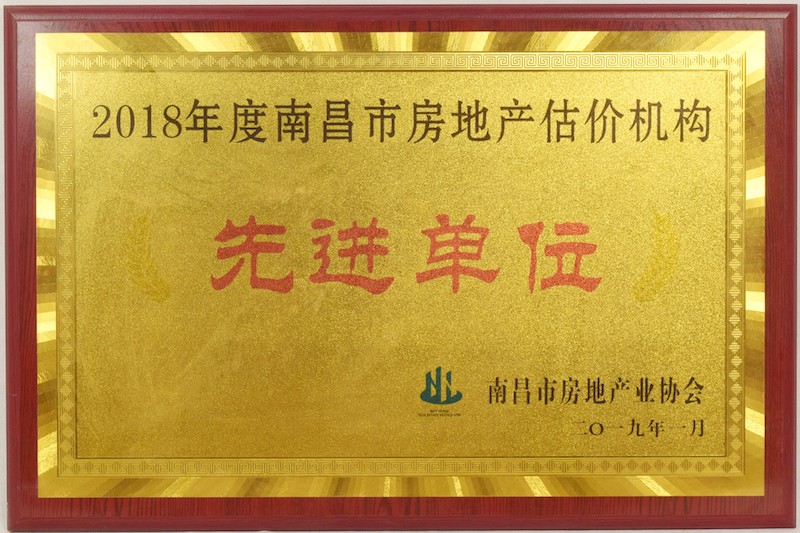 2018年度南昌市房地产估价机构
先进单位
南昌市房地产业协会
二〇一九年一月